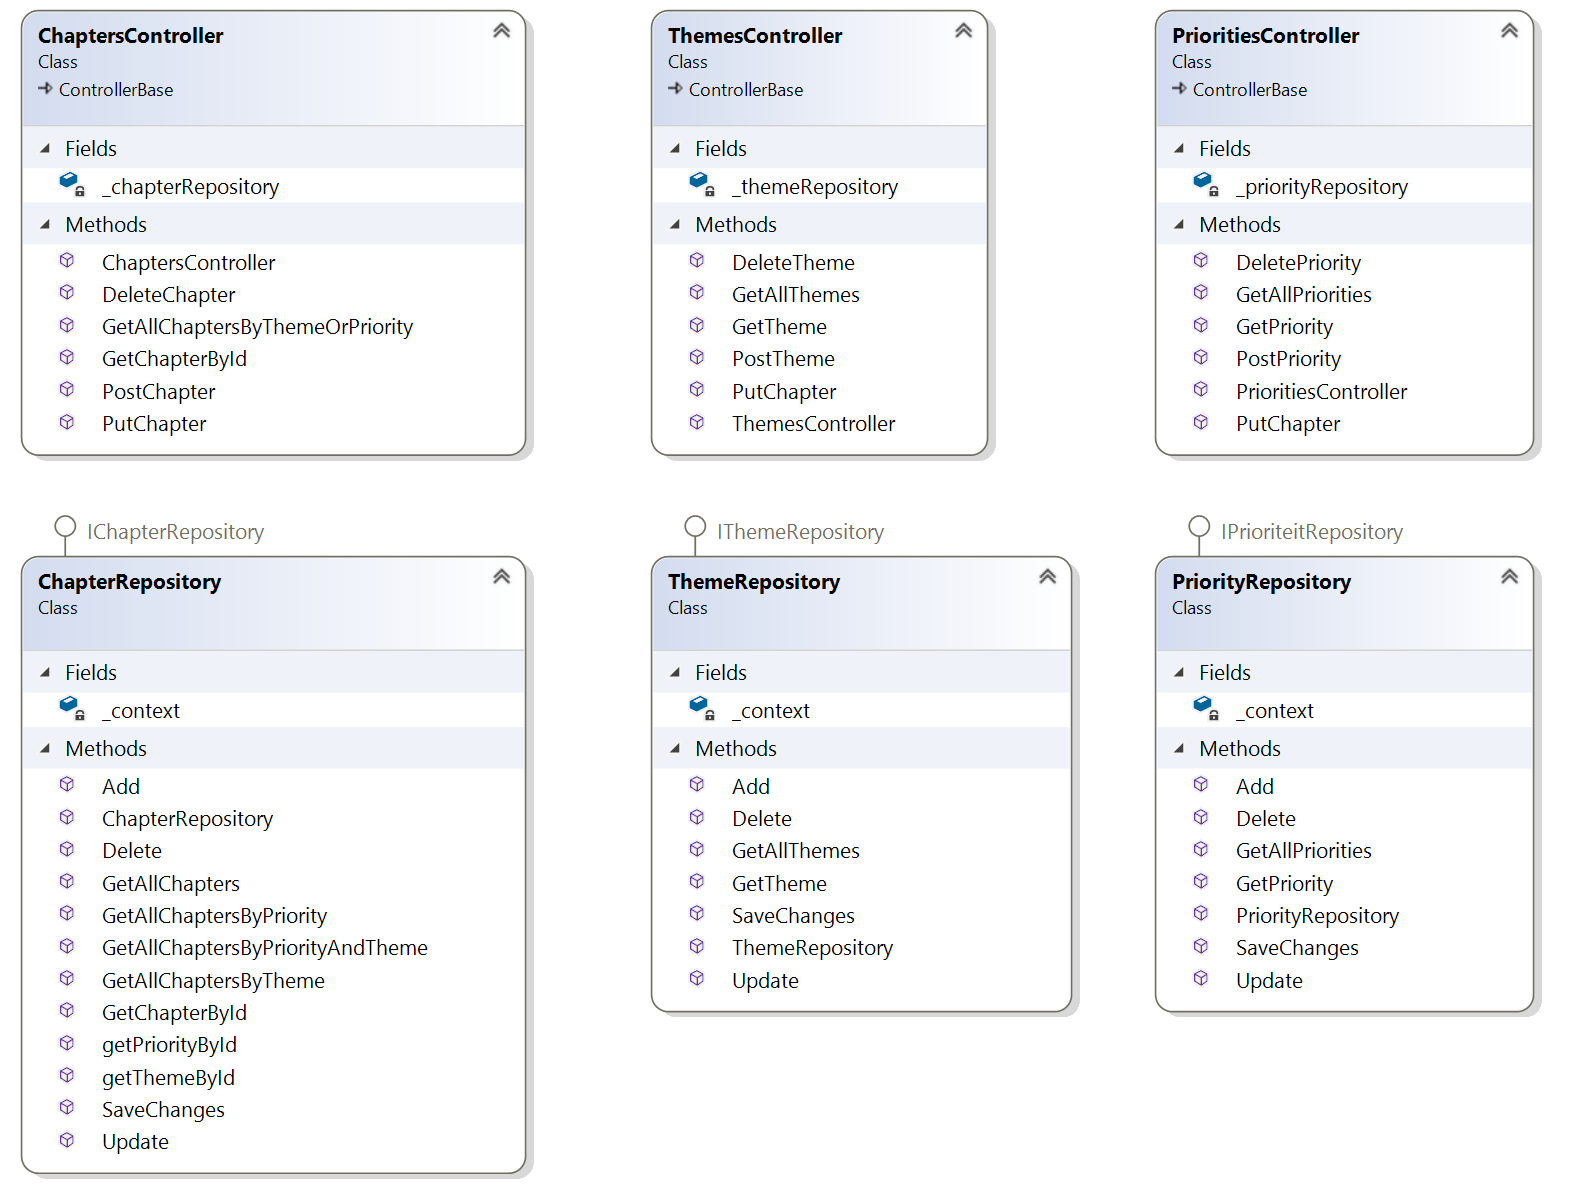 ChaptersController
Class
ControllerBase
Fields
_chapterRepository
Methods
ChaptersController
DeleteChapter
GetAllChaptersByThemeOrPriority
GetChapterById
PostChapter
PutChapter
ThemesController
Class
ControllerBase
Fields
_themeRepository
Methods
DeleteTheme
GetAllThemes
GetTheme
PostTheme
PutChapter
ThemesController
PrioritiesController
Class
ControllerBase
Fields
_priorityRepository
Methods
DeletePriority
GetAllPriorities
GetPriority
PostPriority
PrioritiesController
PutChapter
IChapterRepository
ChapterRepository
Class
Fields
_context
Methods
Add
ChapterRepository
Delete
GetAllChapters
GetAllChaptersByPriority
GetAllChaptersByPriorityAndTheme
GetAllChaptersByTheme
GetChapterById
getPriorityById
getThemeById
SaveChanges
Update
IThemeRepository
ThemeRepository
Class
Fields
_context
Methods
Add
Delete
GetAllThemes
GetTheme
SaveChanges
ThemeRepository
Update
IPrioriteitRepository
PriorityRepository
Class
Fields
_context
Methods
Add
Delete
GetAllPriorities
GetPriority
PriorityRepository
SaveChanges
Update